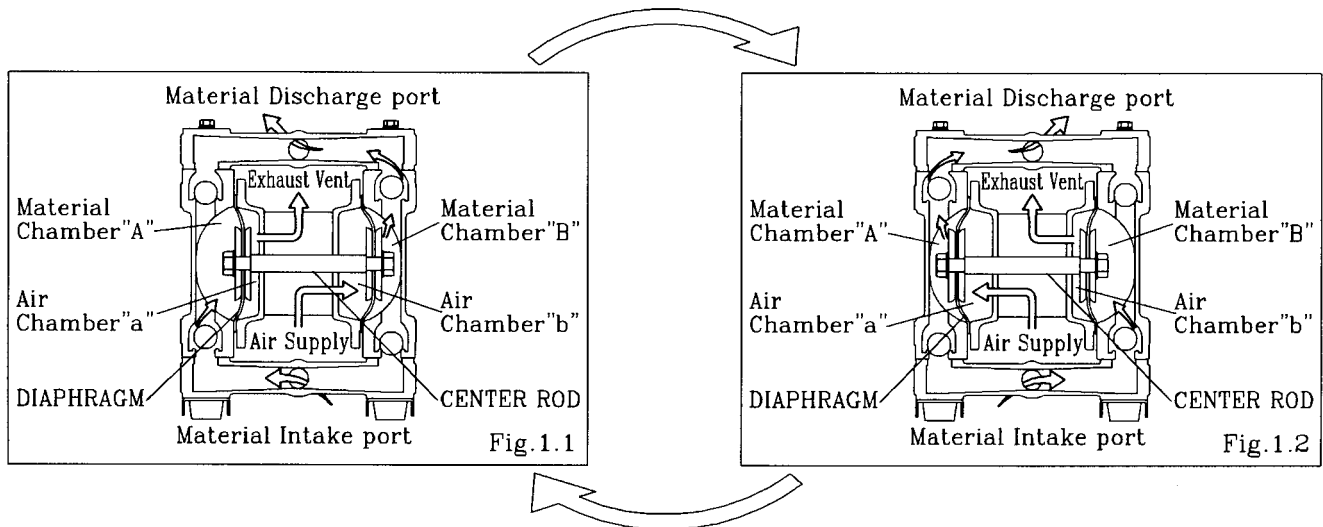 Material Discharge port
Exhaust Vent
Material
Chamber"A"
Material
Chamber"B"
Air
Chamber"a"
Air
Chamber"b"
Air Supply
DIAPHRAGM
CENTER ROD
Material Intake port
Fig.1.1
Material Discharge port
Exhaust Vent
Material
Chamber"A"
Material
Chamber"B"
Air
Chamber"a"
Air
Chamber"b"
Air Supply
DIAPHRAGM
CENTER ROD
Material Intake port
Fig.1.2